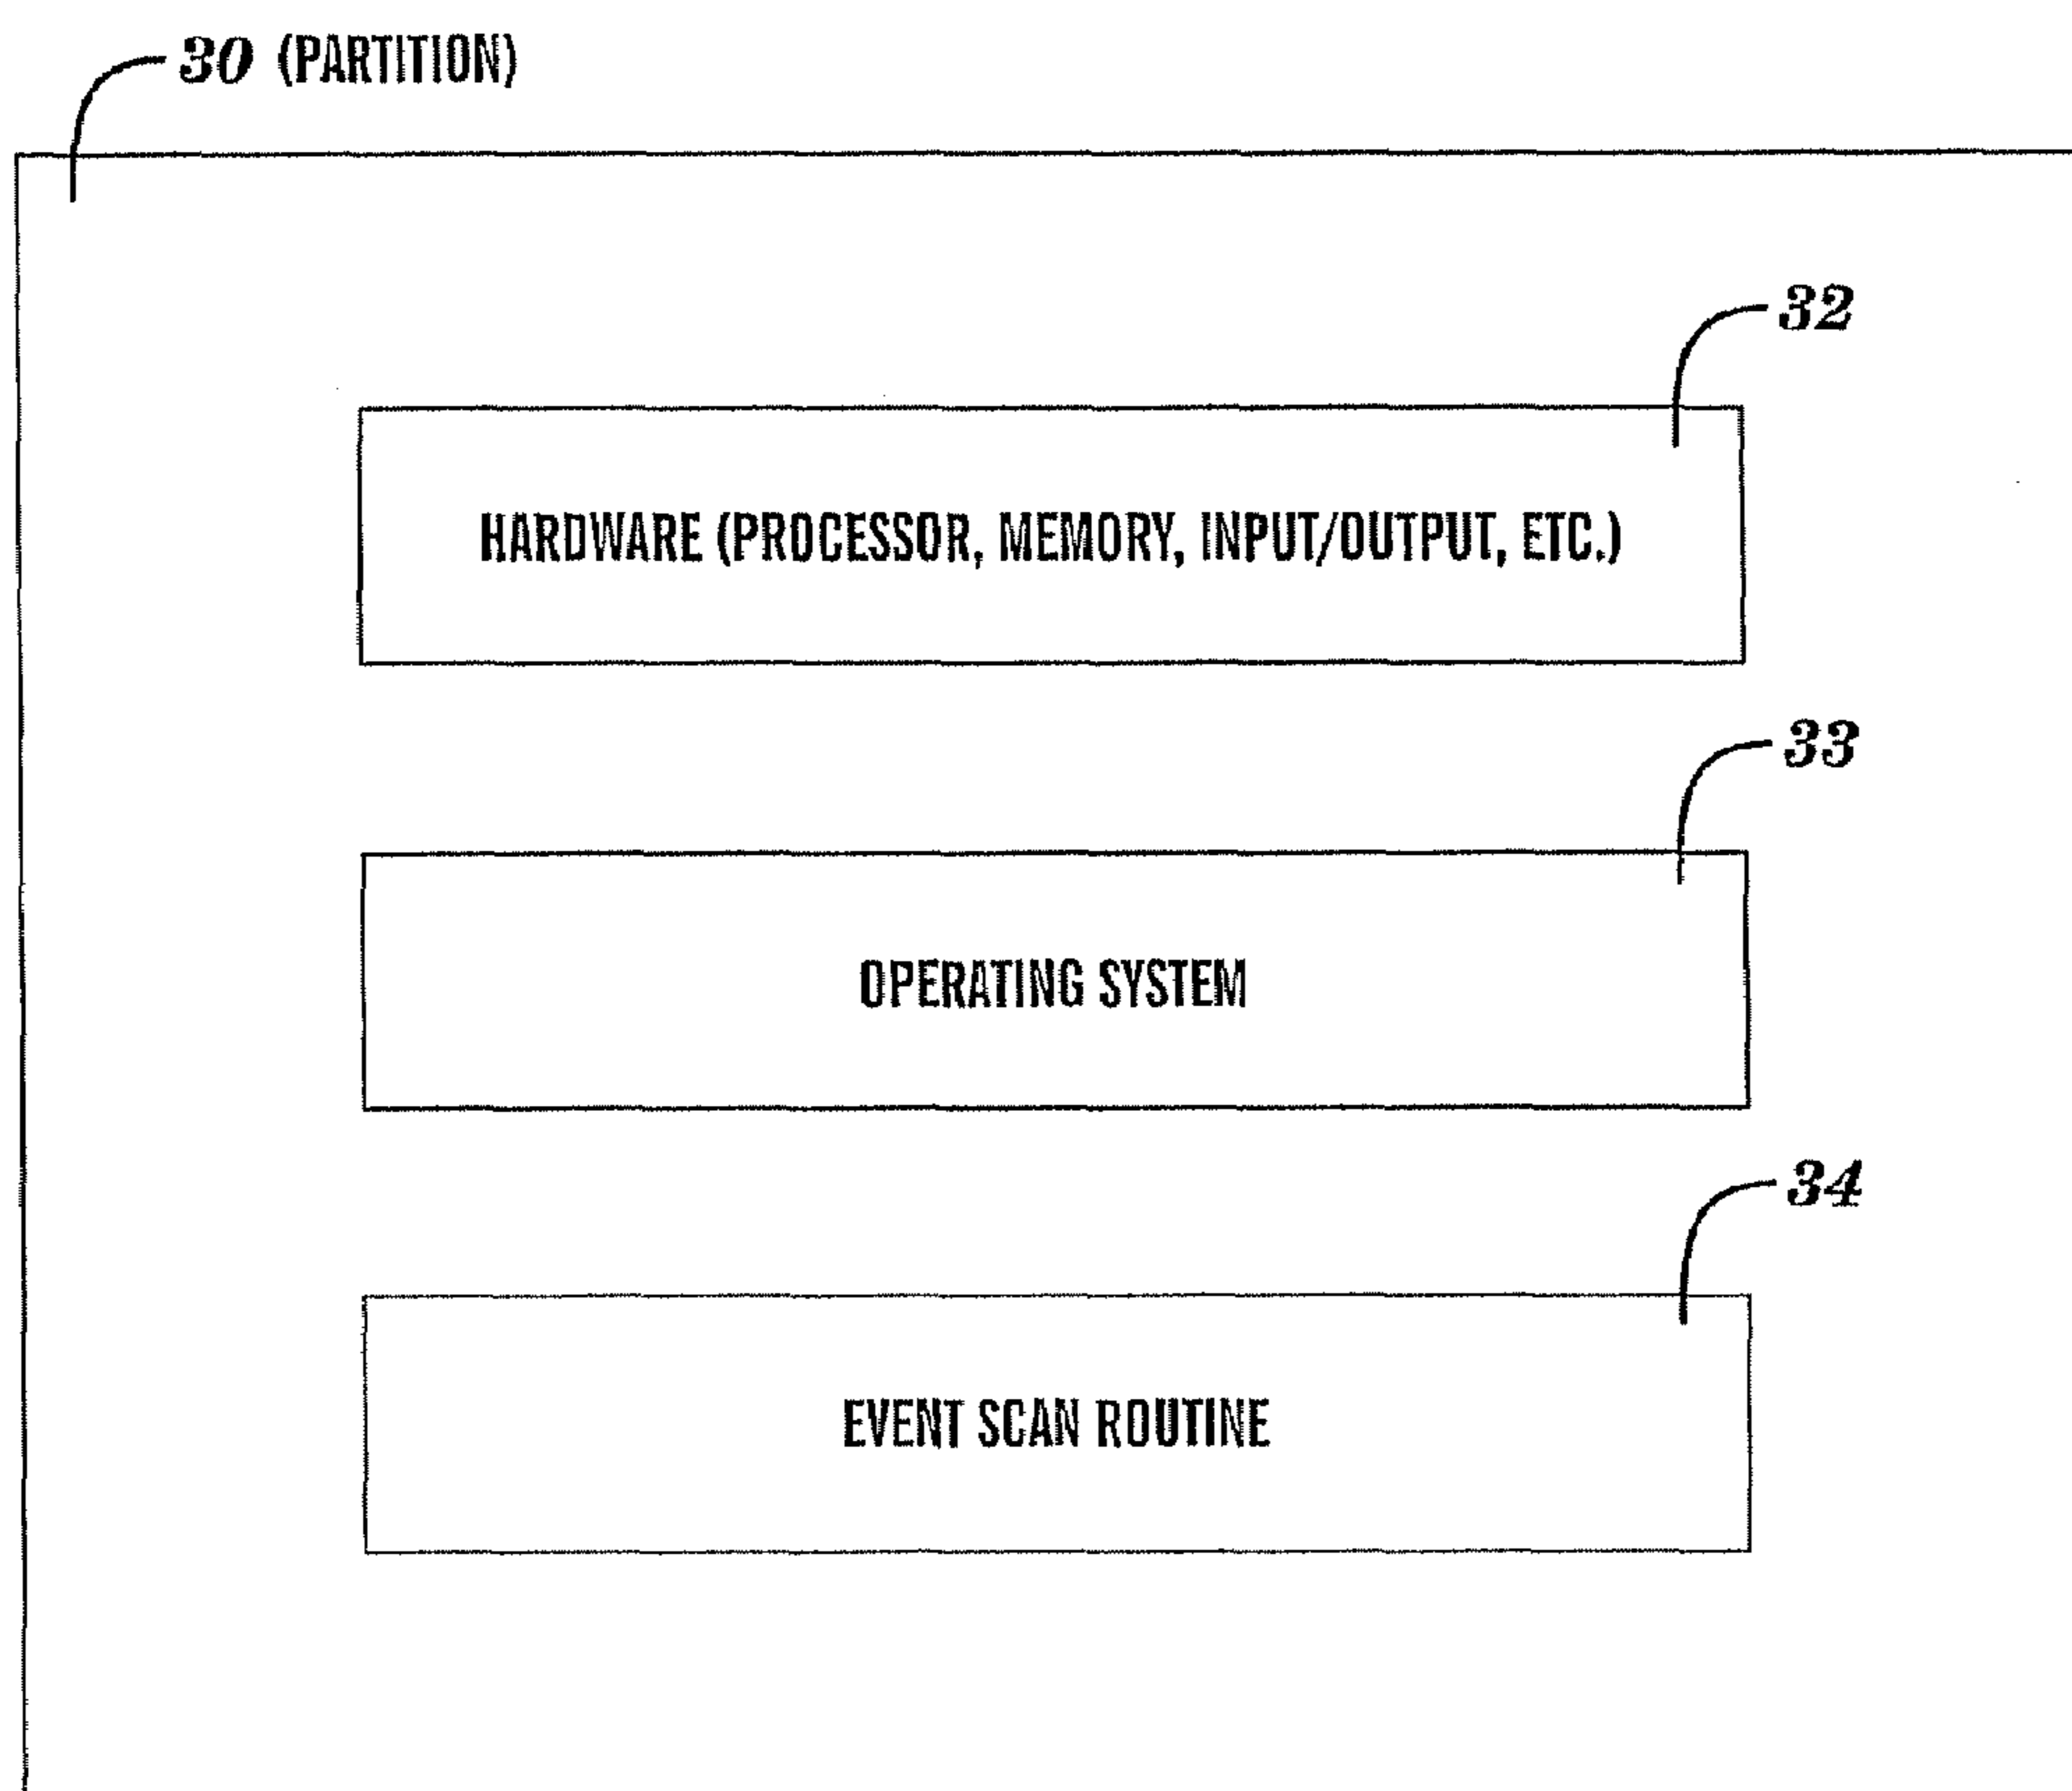 30 (PARTITION)
32
HARDWARE (PROCESSOR, MEMORY, INPUT/OUTPUT, ETC.)
33
OPERATING SYSTEM
34
EVENT SCAN ROUTINE